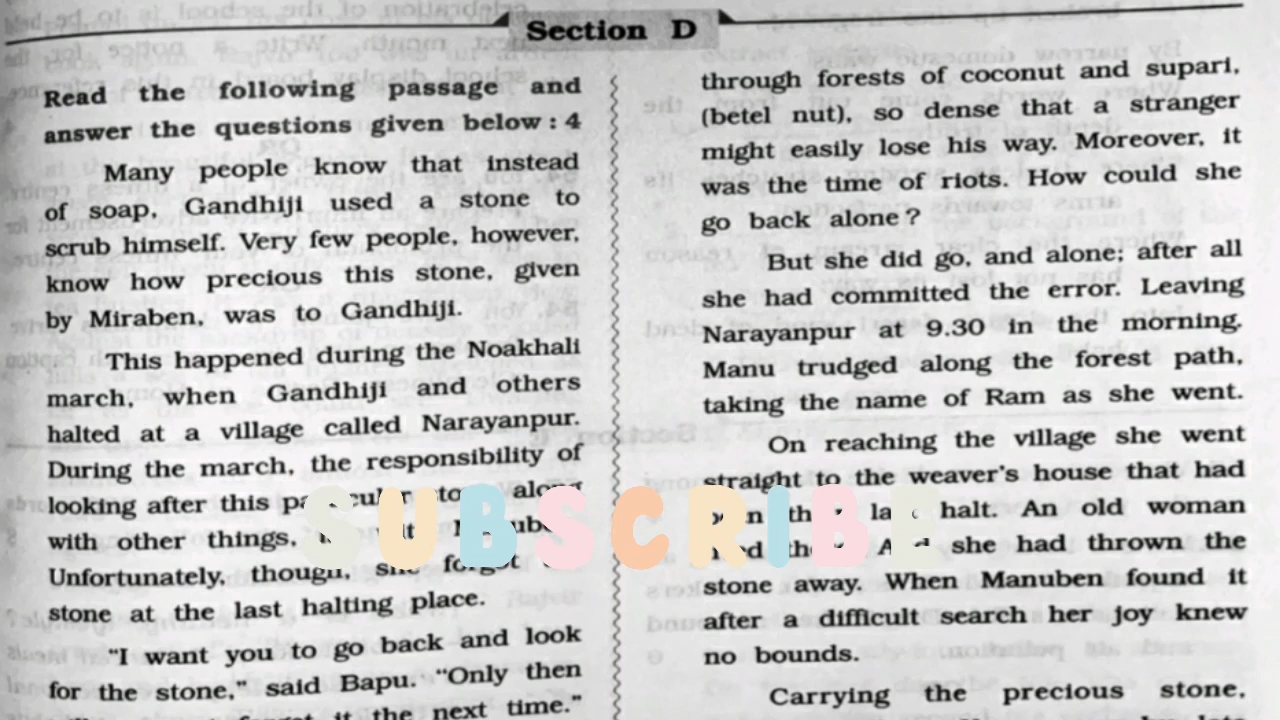 Section D
Read the following passage and
answer the questions given below : 4
Many people know that instead
of soap, Gandhiji used a stone to
scrub himself. Very few people, however,
know how precious this stone, given
by Miraben, was to Gandhiji.
This happened during the Noakhali
march, when Gandhiji and others
halted at a village called Narayanpur.
During the march, the responsibility of
looking after this along
with other things,
Unfortunately, though, she forgot
stone at the last halting place.
"I want you to go back and look
for the stone," said Bapu. "Only then
forget it the next time."
through forests of coconut and supari,
(betel nut), so dense that a stranger
might easily lose his way. Moreover, it
was the time of riots. How could she
go back alone?
But she did go, and alone; after all
she had committed the error. Leaving
Narayanpur at 9.30 in the morning,
Manu trudged along the forest path,
taking the name of Ram as she went.
On reaching the village she went
straight to the weaver's house that had
halt. An old woman
she had thrown the
stone away. When Manuben found it
after a difficult search her joy knew
no bounds.
Carrying the precious stone,
SUBSCRIBE